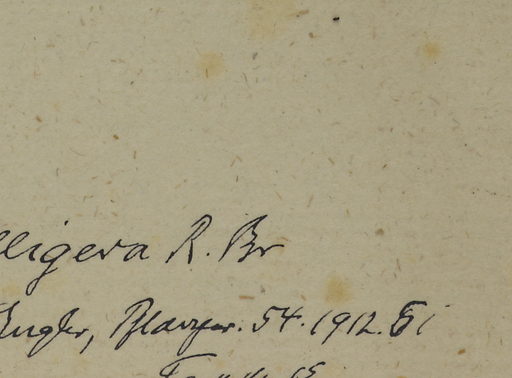 lligera R. Br
Engler, Pflanzenr. 54. 1912. 61